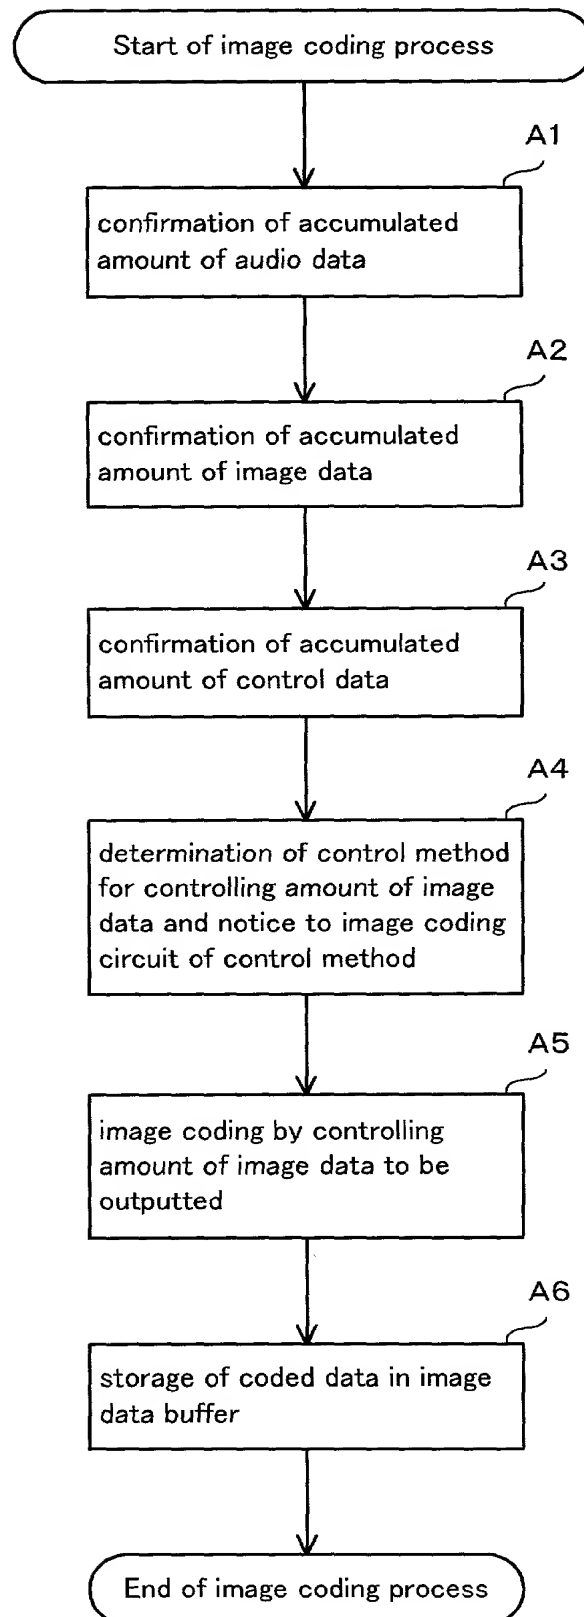 Start of image coding process
A1
confirmation of accumulated
amount of audio data
A2
confirmation of accumulated
amount of image data
A3
confirmation of accumulated
amount of control data
A4
determination of control method
for controlling amount of image
data and notice to image coding
circuit of control method
A5
image coding by controlling
amount of image data to be
outputted
A6
storage of coded data in image
data buffer
End of image coding process